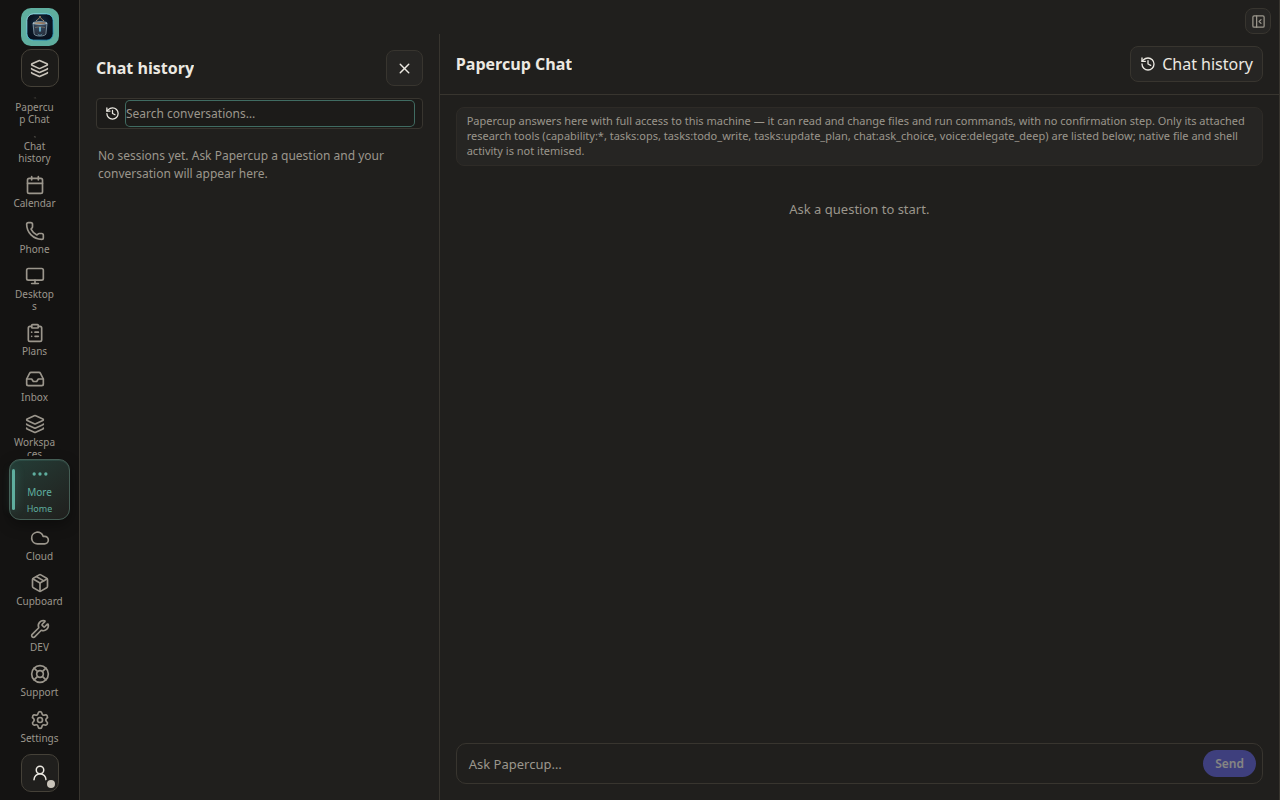 Papercu
p Chat
Chat
history
Calendar
Phone
Desktop
s
Plans
Inbox
Workspa
ces
More
Home
Cloud
Cupboard
DEV
Support
Settings
Chat history
Search conversations...
No sessions yet. Ask Papercup a question and your
conversation will appear here.
Papercup Chat
Chat history
Papercup answers here with full access to this machine — it can read and change files and run commands, with no confirmation step. Only its attached
research tools (capability:*, tasks:ops, tasks:todo_write, tasks:update_plan, chat:ask_choice, voice:delegate_deep) are listed below; native file and shell
activity is not itemised.
Ask a question to start.
Ask Papercup...
Send